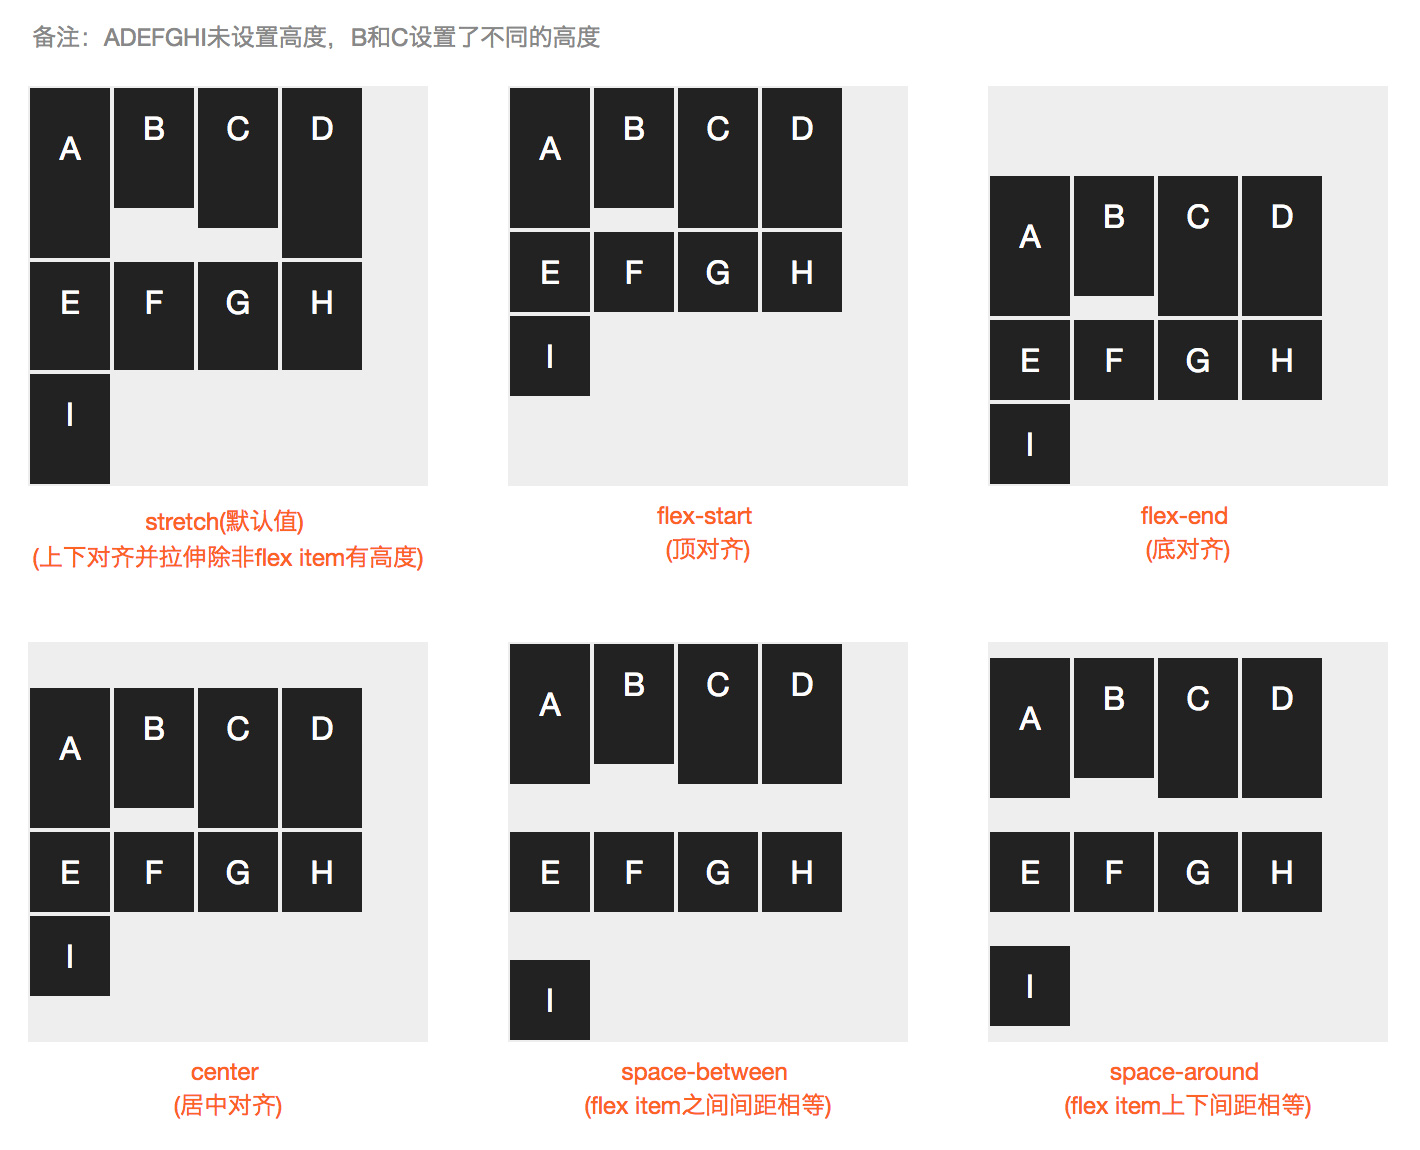 备注：ADEFGHI未设置高度，B和C设置了不同的高度
A B C D
E F G H
I
stretch(默认值)
(上下对齐并拉伸除非flex item有高度)
A B C D
E F G H
I
flex-start
(顶对齐)
A B C D
E F G H
I
flex-end
(底对齐)
A B C D
E F G H
I
center
(居中对齐)
A B C D
E F G H
I
space-between
(flex item之间间距相等)
A B C D
E F G H
I
space-around
(flex item上下间距相等)